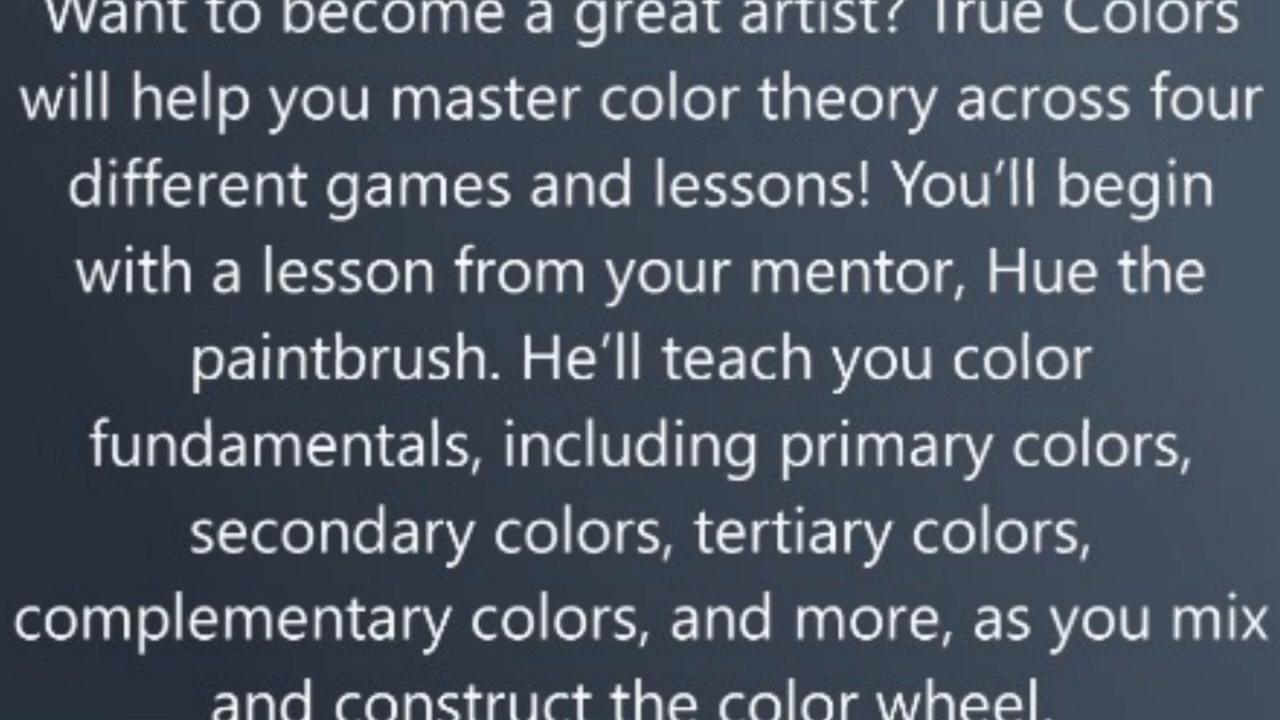 Want to become a great artist? True Colors
will help you master color theory across four
different games and lessons! You’ll begin
with a lesson from your mentor, Hue the
paintbrush. He’ll teach you color
fundamentals, including primary colors,
secondary colors, tertiary colors,
complementary colors, and more, as you mix
and construct the color wheel.